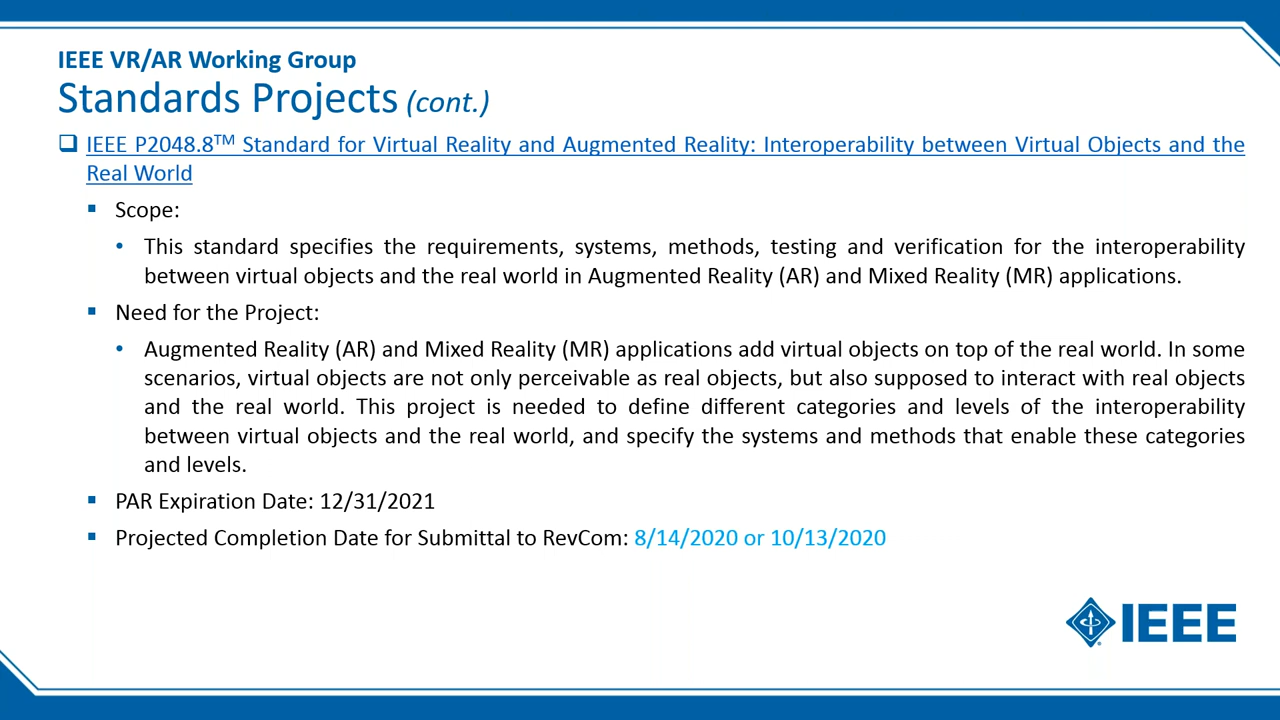 IEEE VR/AR Working Group
Standards Projects (cont.)
IEEE P2048.8TM Standard for Virtual Reality and Augmented Reality: Interoperability between Virtual Objects and the
Real World
Scope:
This standard specifies the requirements, systems, methods, testing and verification for the interoperability
between virtual objects and the real world in Augmented Reality (AR) and Mixed Reality (MR) applications.
Need for the Project:
Augmented Reality (AR) and Mixed Reality (MR) applications add virtual objects on top of the real world. In some
scenarios, virtual objects are not only perceivable as real objects, but also supposed to interact with real objects
and the real world. This project is needed to define different categories and levels of the interoperability
between virtual objects and the real world, and specify the systems and methods that enable these categories
and levels.
PAR Expiration Date: 12/31/2021
Projected Completion Date for Submittal to RevCom: 8/14/2020 or 10/13/2020
IEEE